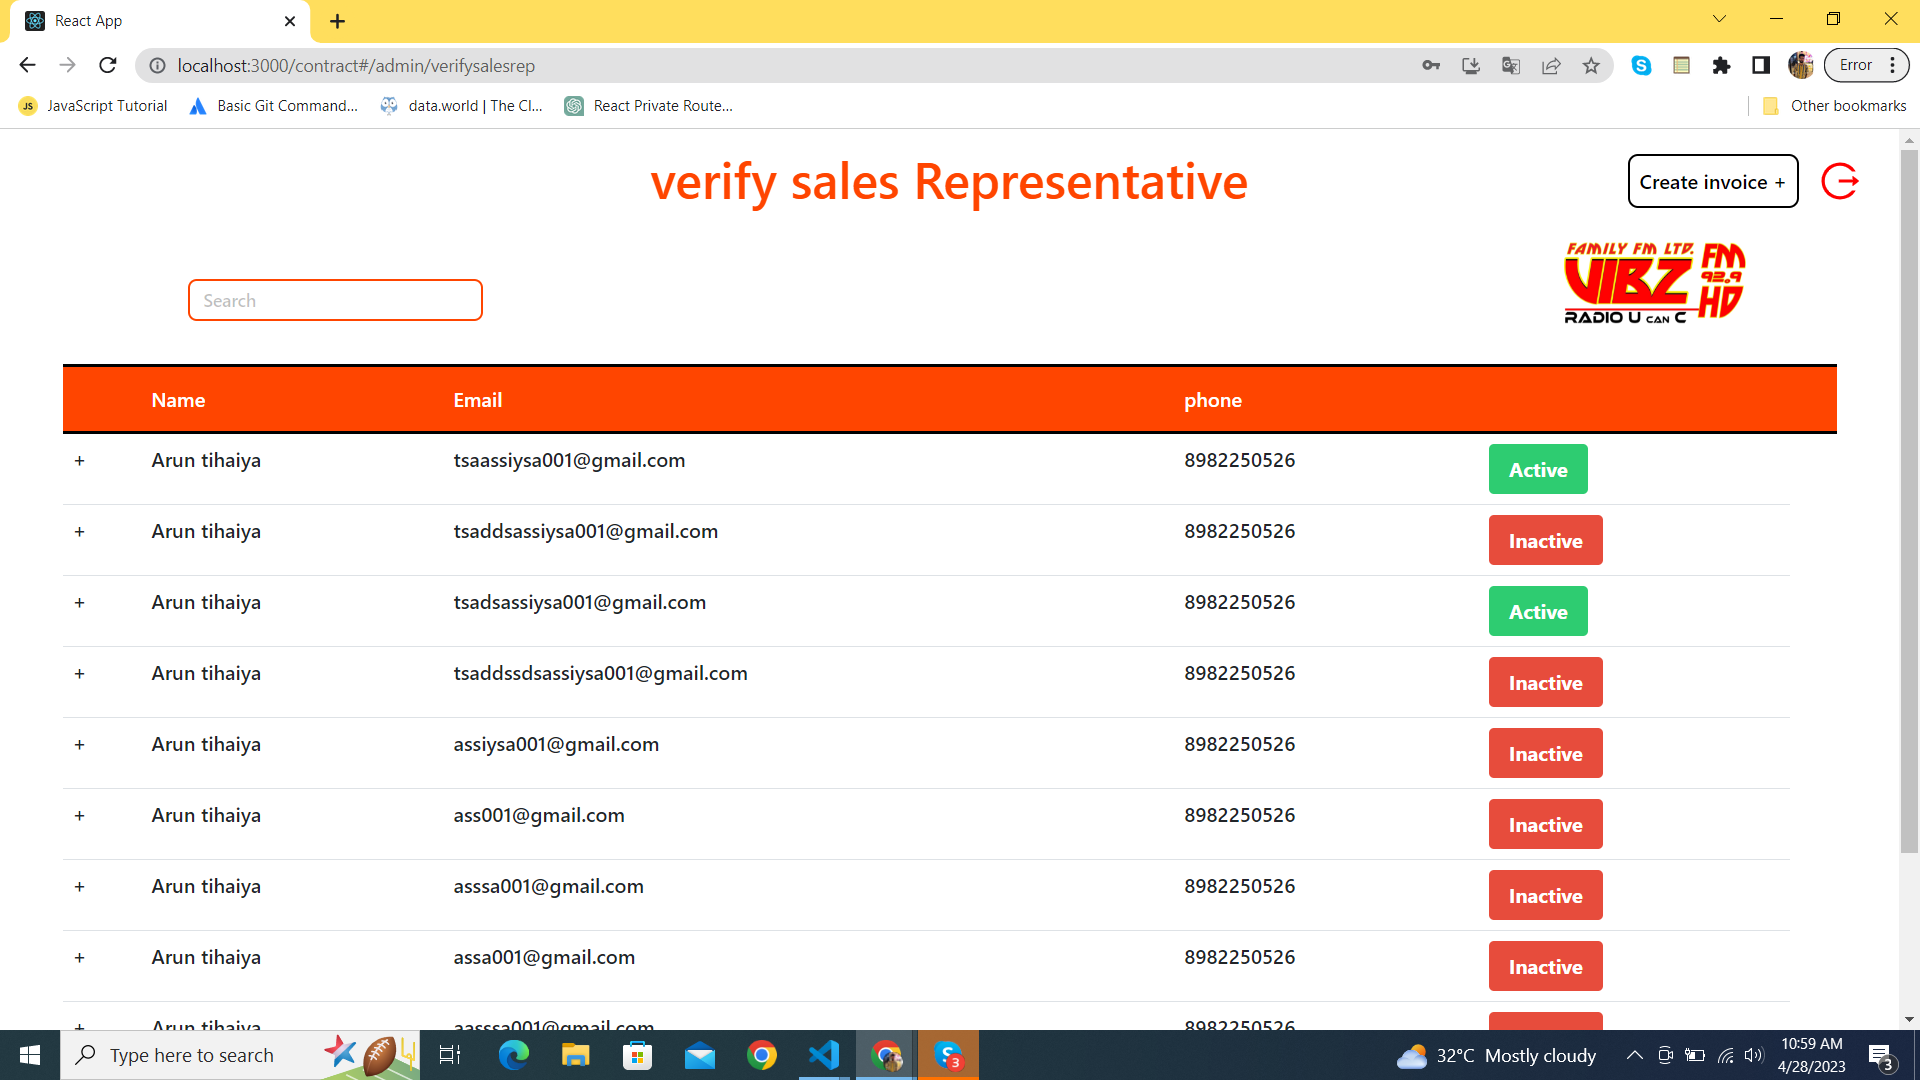 React App
localhost:3000/contract#/admin/verifysalesrep
Error
JS JavaScript Tutorial
Basic Git Command...
data.world | The Cl...
React Private Route...
Other bookmarks
verify sales Representative
Create invoice +
FAMILY FM LTD.
VIBZ FM
92.9
HD
RADIO U CAN C
Search
Name Email phone
+ Arun tihaiya tsaassiysa001@gmail.com 8982250526 Active
+ Arun tihaiya tsaddsassiysa001@gmail.com 8982250526 Inactive
+ Arun tihaiya tsadsassiysa001@gmail.com 8982250526 Active
+ Arun tihaiya tsaddssdsassiysa001@gmail.com 8982250526 Inactive
+ Arun tihaiya assiysa001@gmail.com 8982250526 Inactive
+ Arun tihaiya ass001@gmail.com 8982250526 Inactive
+ Arun tihaiya asssa001@gmail.com 8982250526 Inactive
+ Arun tihaiya assa001@gmail.com 8982250526 Inactive
+ Arun tihaiya aasssa001@gmail.com 8982250526
Type here to search
3
32°C Mostly cloudy
10:59 AM
4/28/2023
3